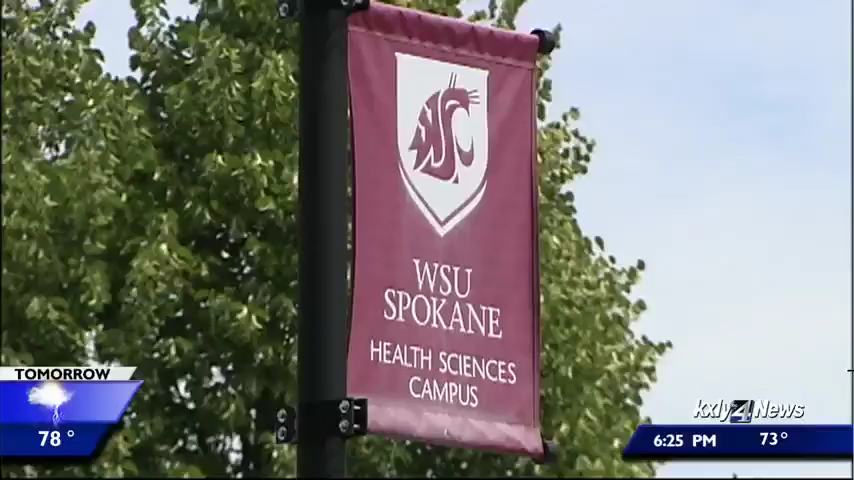 WSU
SPOKANE
HEALTH SCIENCES
CAMPUS
TOMORROW
78°
kxly4News
6:25 PM 73°